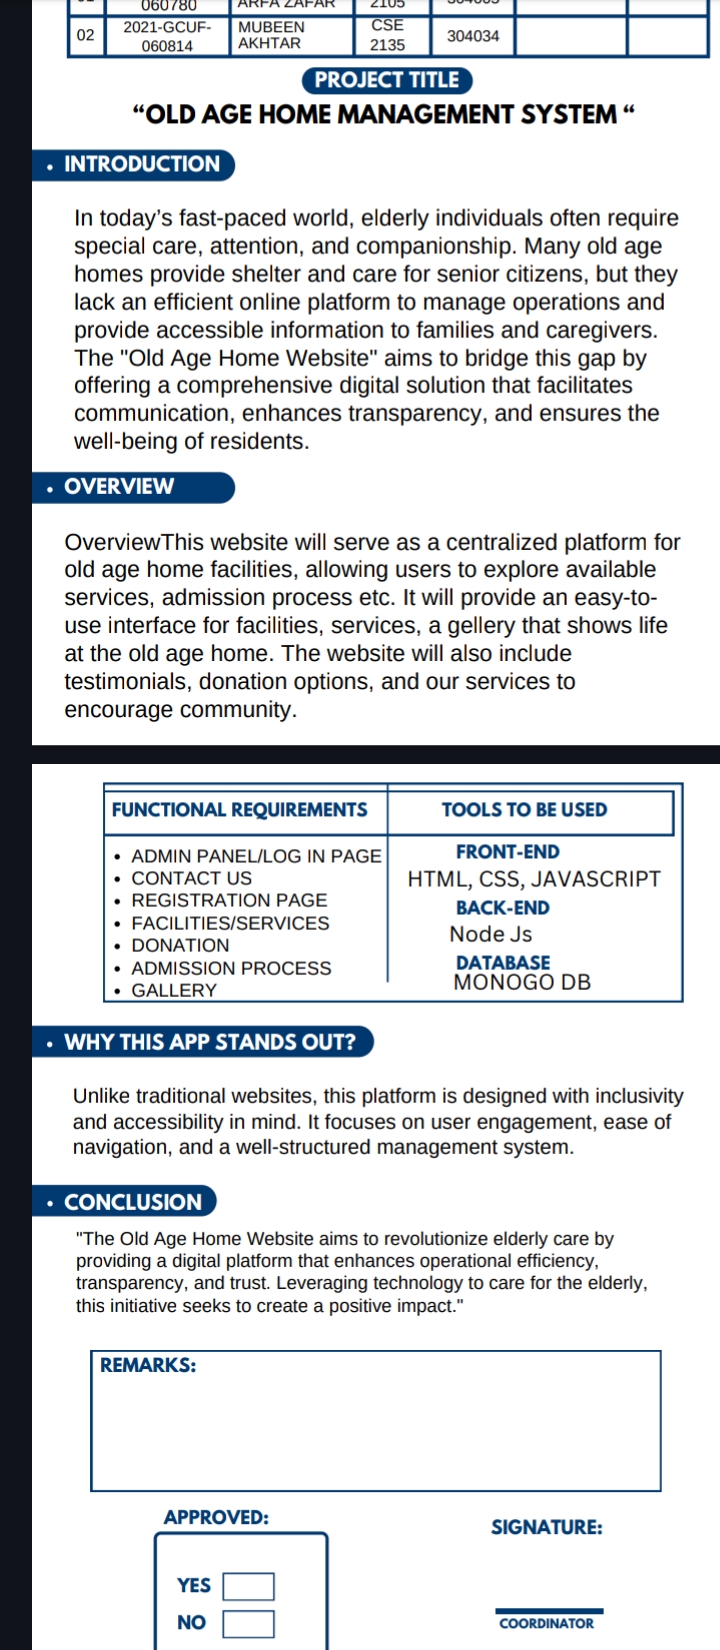 060780 ARFA ZAFAR 2105
02 2021-GCUF-060814 MUBEEN AKHTAR CSE 2135 304034
PROJECT TITLE
“OLD AGE HOME MANAGEMENT SYSTEM “
• INTRODUCTION
In today’s fast-paced world, elderly individuals often require
special care, attention, and companionship. Many old age
homes provide shelter and care for senior citizens, but they
lack an efficient online platform to manage operations and
provide accessible information to families and caregivers.
The "Old Age Home Website" aims to bridge this gap by
offering a comprehensive digital solution that facilitates
communication, enhances transparency, and ensures the
well-being of residents.
• OVERVIEW
OverviewThis website will serve as a centralized platform for
old age home facilities, allowing users to explore available
services, admission process etc. It will provide an easy-to-
use interface for facilities, services, a gellery that shows life
at the old age home. The website will also include
testimonials, donation options, and our services to
encourage community.
FUNCTIONAL REQUIREMENTS
• ADMIN PANEL/LOG IN PAGE
• CONTACT US
• REGISTRATION PAGE
• FACILITIES/SERVICES
• DONATION
• ADMISSION PROCESS
• GALLERY
TOOLS TO BE USED
FRONT-END
HTML, CSS, JAVASCRIPT
BACK-END
Node Js
DATABASE
MONOGO DB
• WHY THIS APP STANDS OUT?
Unlike traditional websites, this platform is designed with inclusivity
and accessibility in mind. It focuses on user engagement, ease of
navigation, and a well-structured management system.
• CONCLUSION
"The Old Age Home Website aims to revolutionize elderly care by
providing a digital platform that enhances operational efficiency,
transparency, and trust. Leveraging technology to care for the elderly,
this initiative seeks to create a positive impact."
REMARKS:
APPROVED:
YES
NO
SIGNATURE:
COORDINATOR